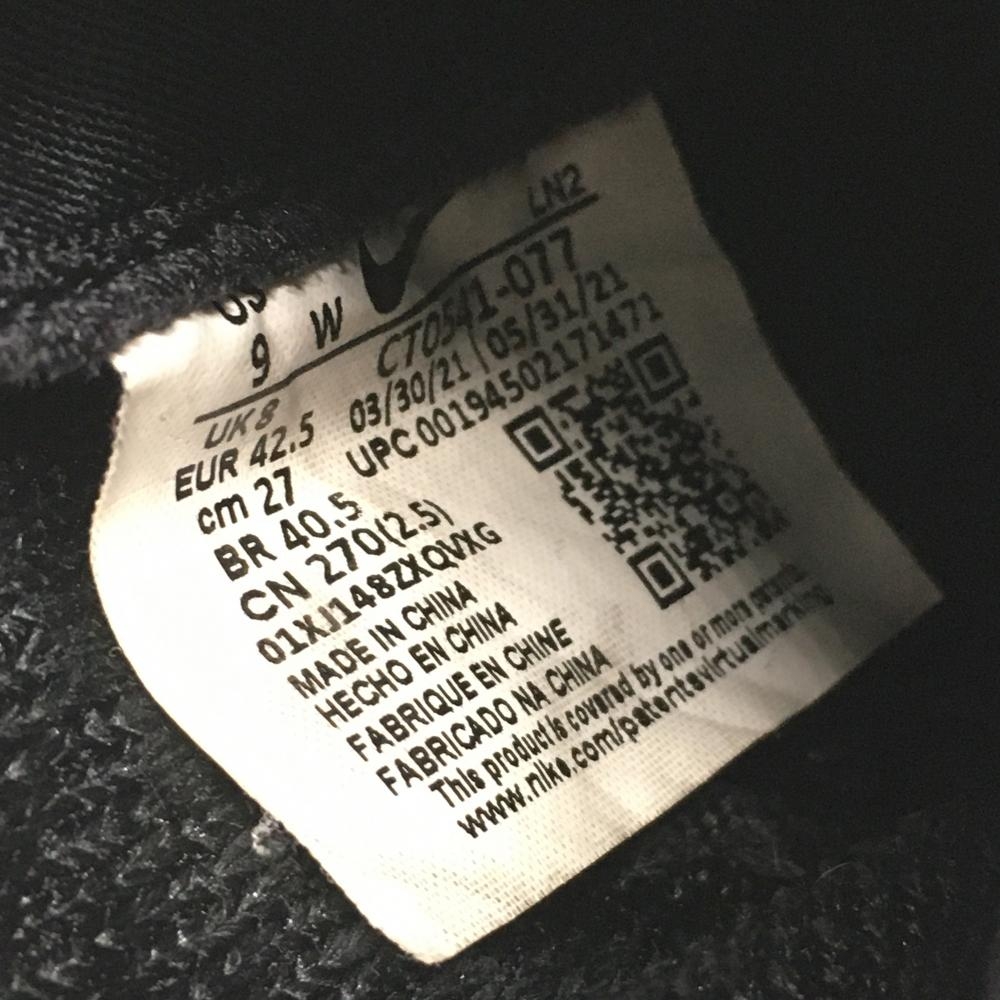 US
9 W
LN2
UK 8
CT0541-077
EUR 42.5
03/30/21 | 05/31/21
cm 27
UPC 00194502171471
BR 40.5
CN 270(2.5)
01XJ148ZXQVXG
MADE IN CHINA
HECHO EN CHINA
FABRIQUE EN CHINE
FABRICADO NA CHINA
This product is covered by one or more patents.
www.nike.com/patentsvirtualmarking